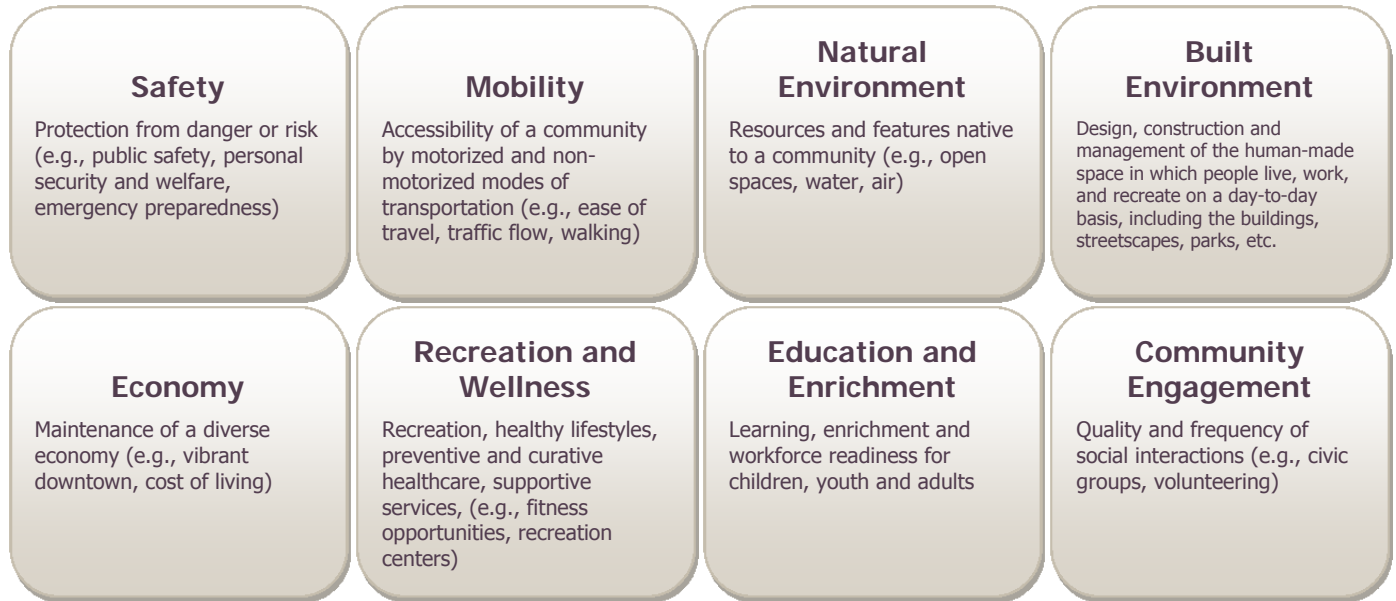 Safety
Protection from danger or risk
(e.g., public safety, personal
security and welfare,
emergency preparedness)
Mobility
Accessibility of a community
by motorized and non-
motorized modes of
transportation (e.g., ease of
travel, traffic flow, walking)
Natural
Environment
Resources and features native
to a community (e.g., open
spaces, water, air)
Built
Environment
Design, construction and
management of the human-made
space in which people live, work,
and recreate on a day-to-day
basis, including the buildings,
streetscapes, parks, etc.
Economy
Maintenance of a diverse
economy (e.g., vibrant
downtown, cost of living)
Recreation and
Wellness
Recreation, healthy lifestyles,
preventive and curative
healthcare, supportive
services, (e.g., fitness
opportunities, recreation
centers)
Education and
Enrichment
Learning, enrichment and
workforce readiness for
children, youth and adults
Community
Engagement
Quality and frequency of
social interactions (e.g., civic
groups, volunteering)